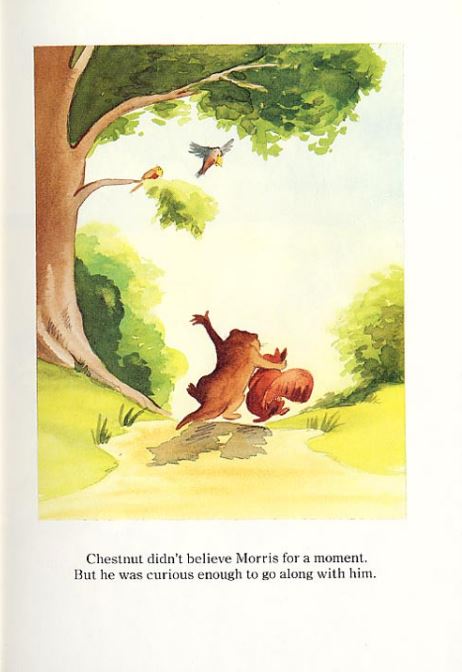 Chestnut didn't believe Morris for a moment.
But he was curious enough to go along with him.